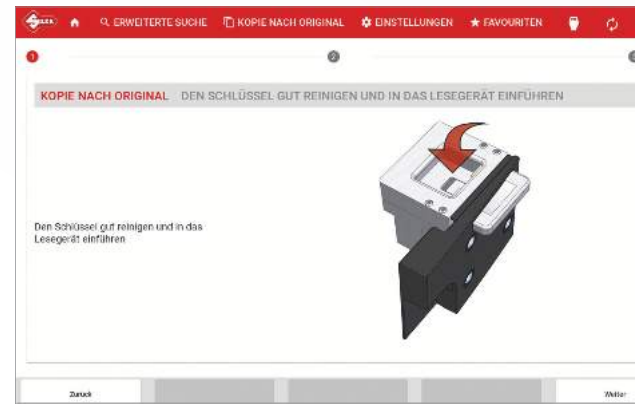 SILCA
ERWEITERTE SUCHE KOPIE NACH ORIGINAL EINSTELLUNGEN FAVOURITEN
1 2
KOPIE NACH ORIGINAL DEN SCHLÜSSEL GUT REINIGEN UND IN DAS LESEGERÄT EINFÜHREN
Den Schlüssel gut reinigen und in das
Lesegerät einführen
Zurück Weiter